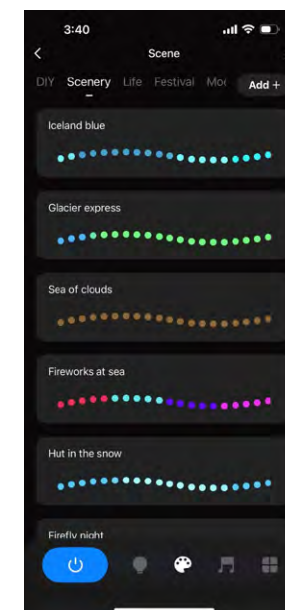 3:40
Scene
DIY Scenery Life Festival Add +
Iceland blue
Glacier express
Sea of clouds
Fireworks at sea
Hut in the snow
Firefly night